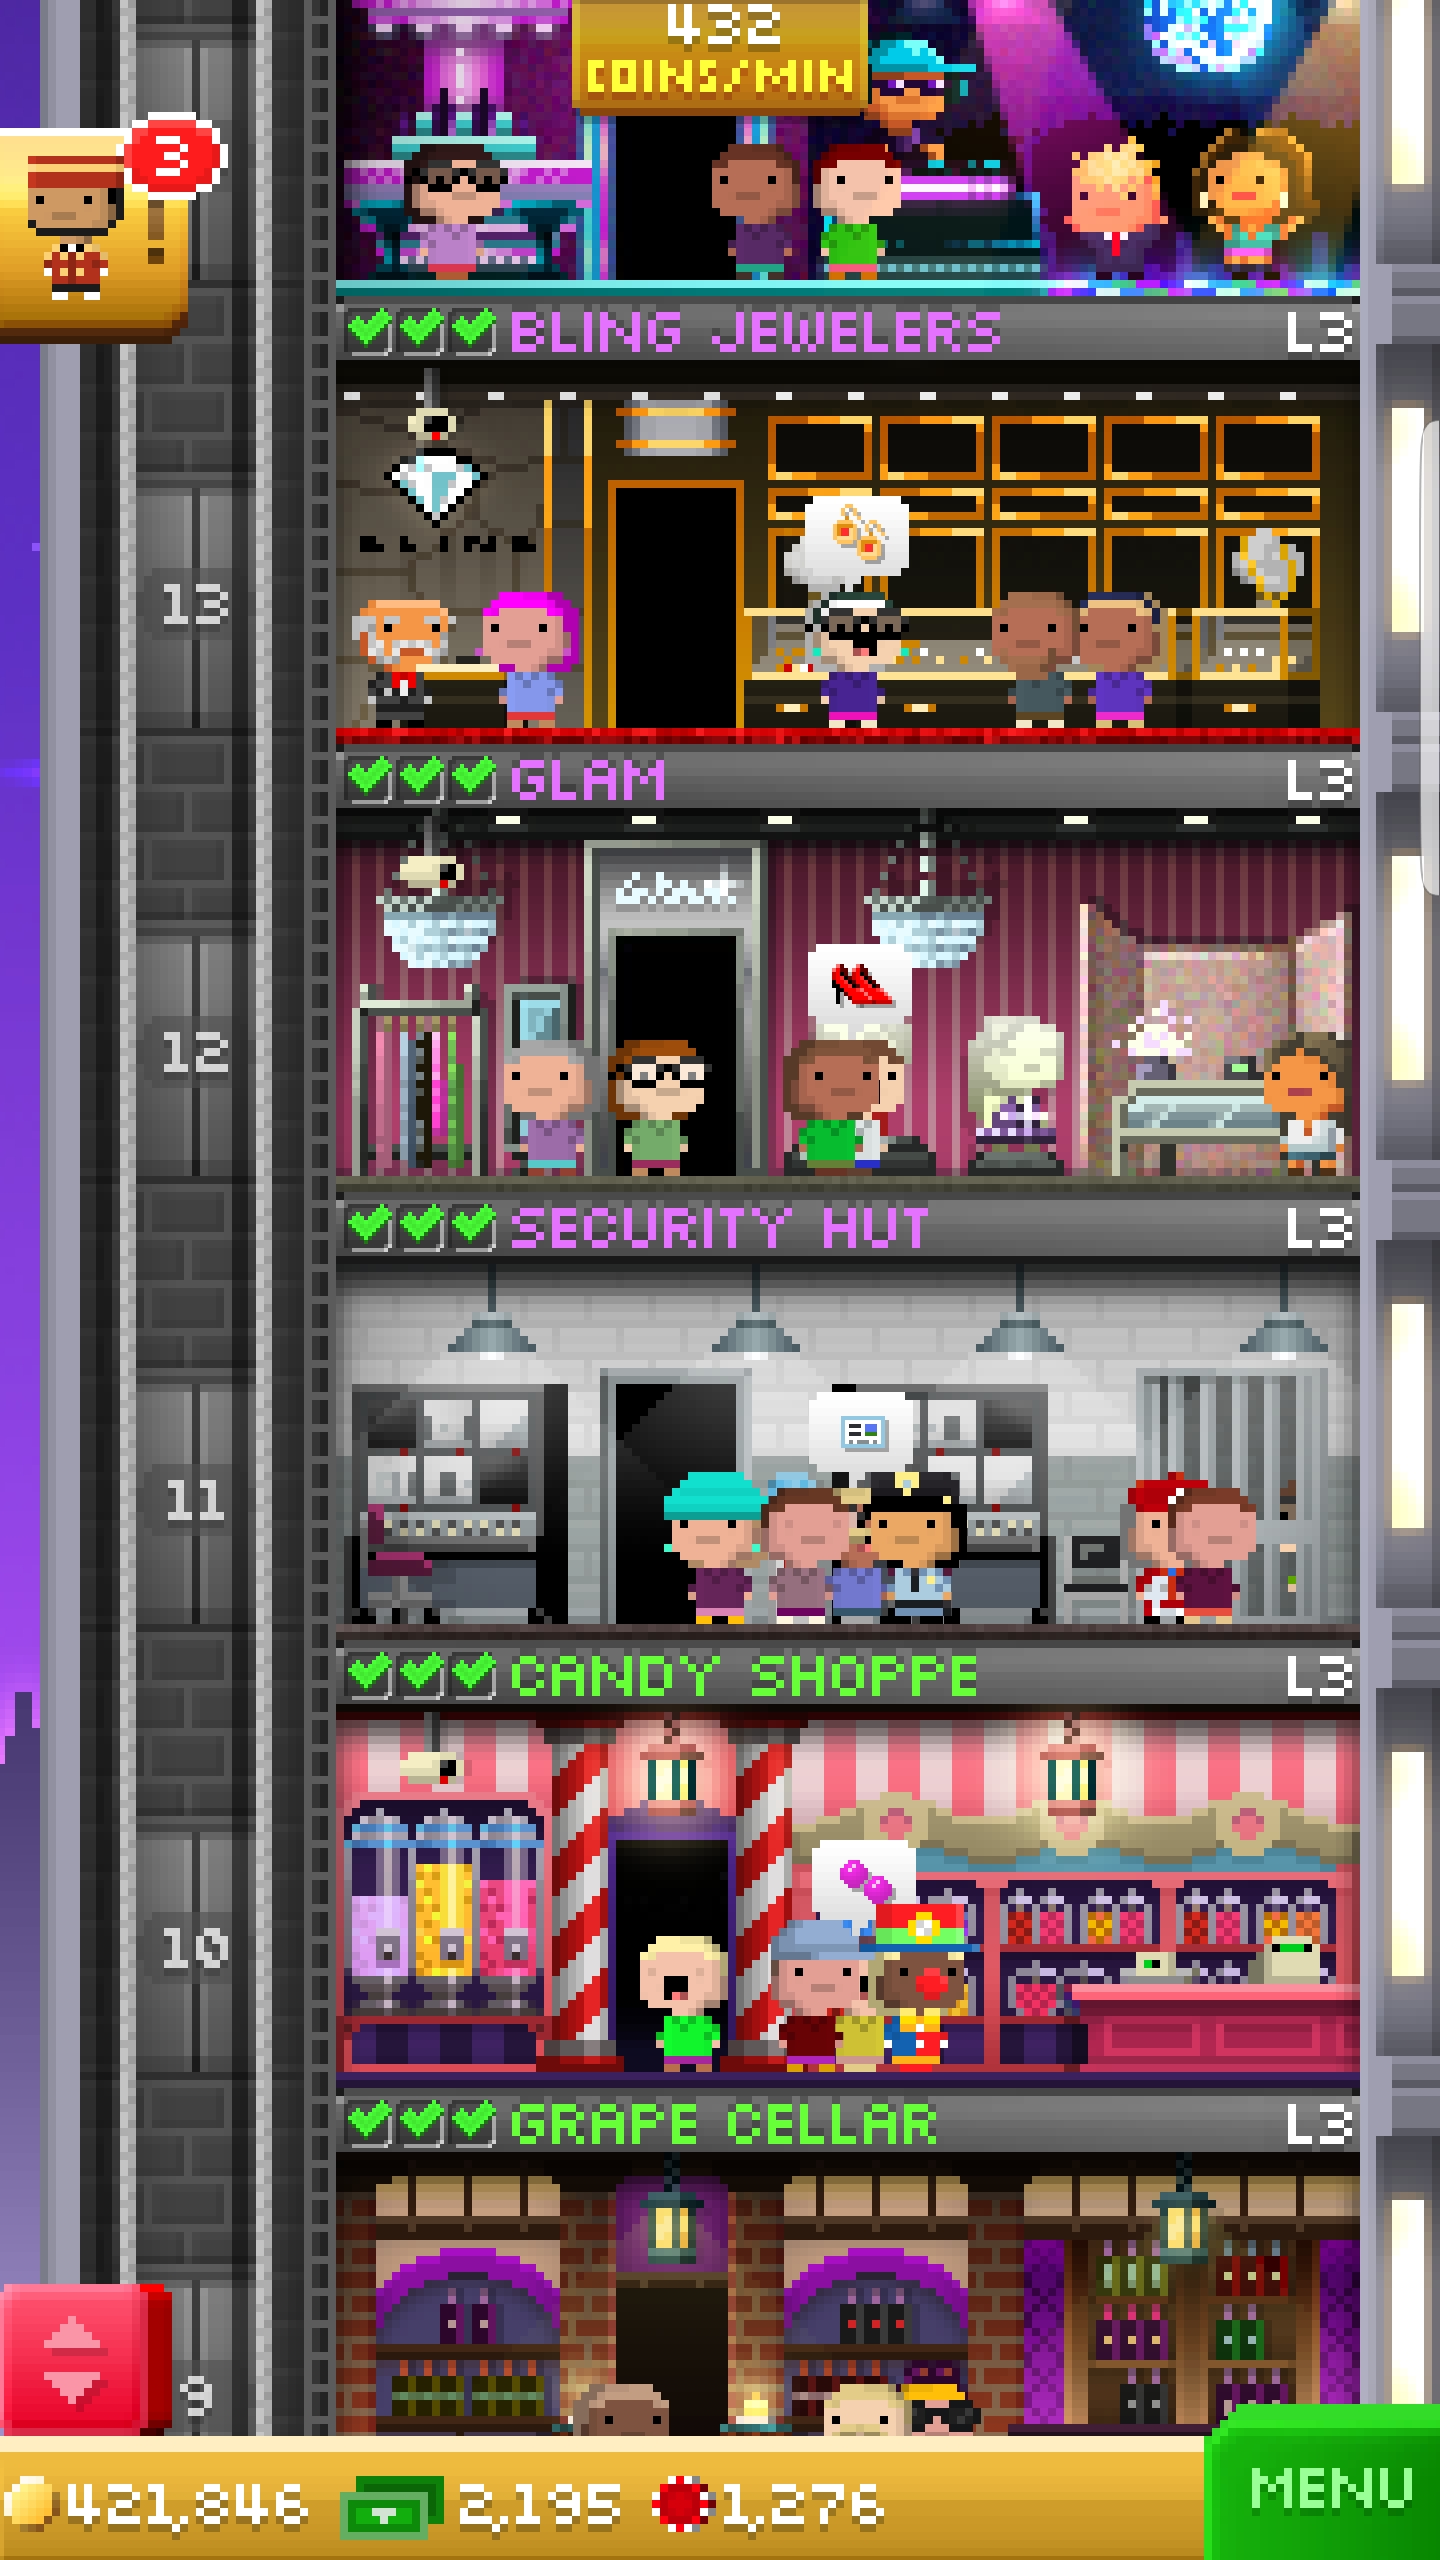 432
COINS/MIN
3
BLING JEWELERS L3
BLING
13
GLAM L3
12
SECURITY HUT L3
11
CANDY SHOPPE L3
10
GRAPE CELLAR L3
9
421,846 2,195 1,276 MENU